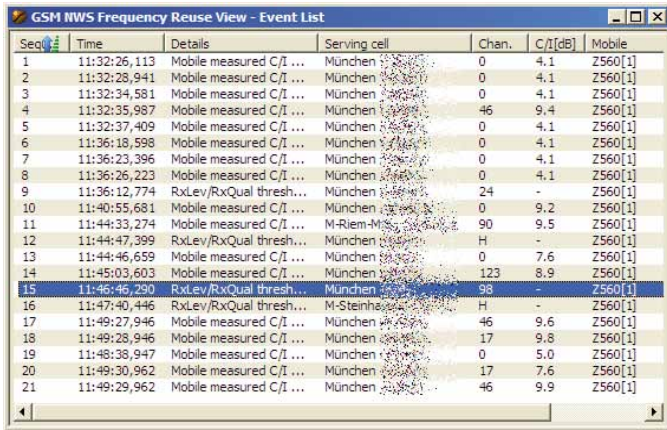 GSM NWS Frequency Reuse View - Event List
Seq Time Details Serving cell Chan. C/I[dB] Mobile
1 11:32:26,113 Mobile measured C/I ... München 0 4.1 Z560[1]
2 11:32:28,941 Mobile measured C/I ... München 0 4.1 Z560[1]
3 11:32:34,581 Mobile measured C/I ... München 0 4.1 Z560[1]
4 11:32:35,987 Mobile measured C/I ... München 46 9.4 Z560[1]
5 11:32:37,409 Mobile measured C/I ... München 0 4.1 Z560[1]
6 11:36:18,598 Mobile measured C/I ... München 0 4.1 Z560[1]
7 11:36:23,396 Mobile measured C/I ... München 0 4.1 Z560[1]
8 11:36:26,223 Mobile measured C/I ... München 0 4.1 Z560[1]
9 11:36:12,774 RxLev/RxQual thresh... München 24 - Z560[1]
10 11:40:55,681 Mobile measured C/I ... München 0 9.2 Z560[1]
11 11:44:33,274 Mobile measured C/I ... M-Riem-M 90 9.5 Z560[1]
12 11:44:47,399 RxLev/RxQual thresh... München H - Z560[1]
13 11:44:46,659 Mobile measured C/I ... München 0 7.6 Z560[1]
14 11:45:03,603 Mobile measured C/I ... München 123 8.9 Z560[1]
15 11:46:46,290 RxLev/RxQual thresh... München 98 - Z560[1]
16 11:47:40,446 RxLev/RxQual thresh... M-Steinha H - Z560[1]
17 11:49:27,946 Mobile measured C/I ... München 46 9.6 Z560[1]
18 11:49:28,946 Mobile measured C/I ... München 17 9.8 Z560[1]
19 11:48:38,947 Mobile measured C/I ... München 0 5.0 Z560[1]
20 11:49:30,962 Mobile measured C/I ... München 17 7.6 Z560[1]
21 11:49:29,962 Mobile measured C/I ... München 46 9.9 Z560[1]